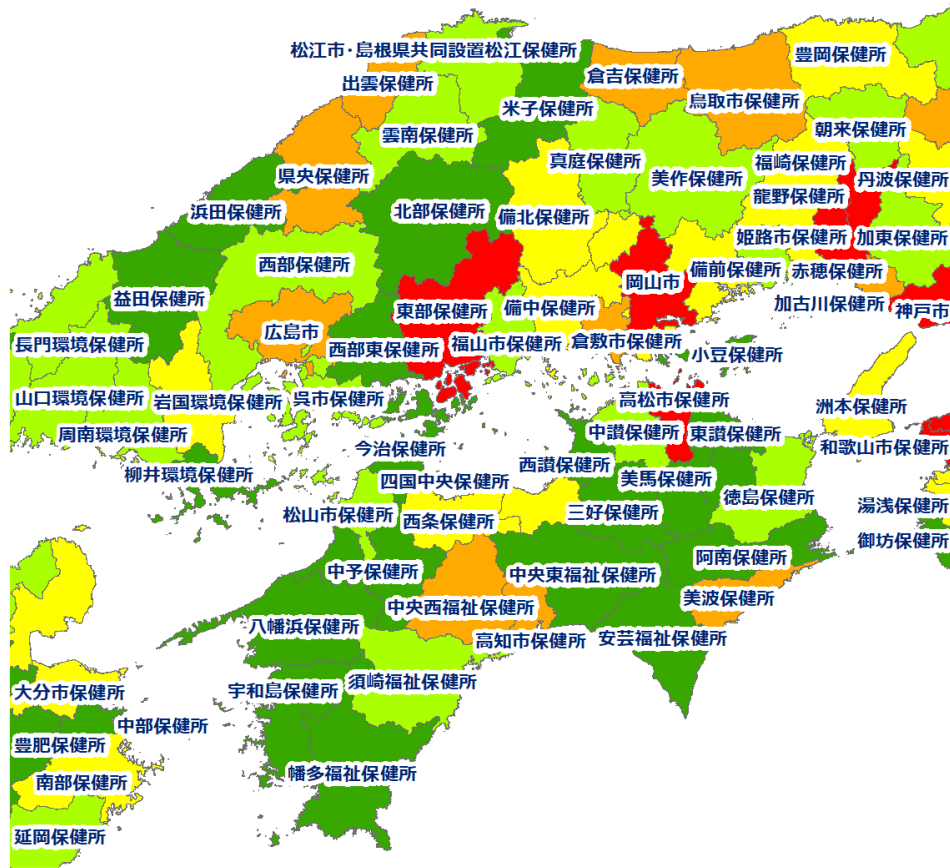 松江市・島根県共同設置松江保健所
豊岡保健所
倉吉保健所
出雲保健所
鳥取市保健所
米子保健所
朝来保健所
雲南保健所
真庭保健所
福崎保健所
県央保健所
美作保健所
丹波保健所
龍野保健所
浜田保健所
北部保健所
備北保健所
姫路市保健所
加東保健所
西部保健所
備前保健所
赤穂保健所
岡山市
益田保健所
加古川保健所
神戸市
東部保健所
備中保健所
広島市
長門環境保健所
西部東保健所
福山市保健所
倉敷市保健所
小豆保健所
山口環境保健所
岩国環境保健所
呉市保健所
高松市保健所
洲本保健所
周南環境保健所
中讃保健所
東讃保健所
今治保健所
和歌山市保健所
西讃保健所
柳井環境保健所
四国中央保健所
美馬保健所
徳島保健所
湯浅保健所
松山市保健所
西条保健所
三好保健所
御坊保健所
阿南保健所
中予保健所
中央東福祉保健所
美波保健所
中央西福祉保健所
八幡浜保健所
高知市保健所
安芸福祉保健所
須崎福祉保健所
大分市保健所
宇和島保健所
中部保健所
豊肥保健所
幡多福祉保健所
南部保健所
延岡保健所